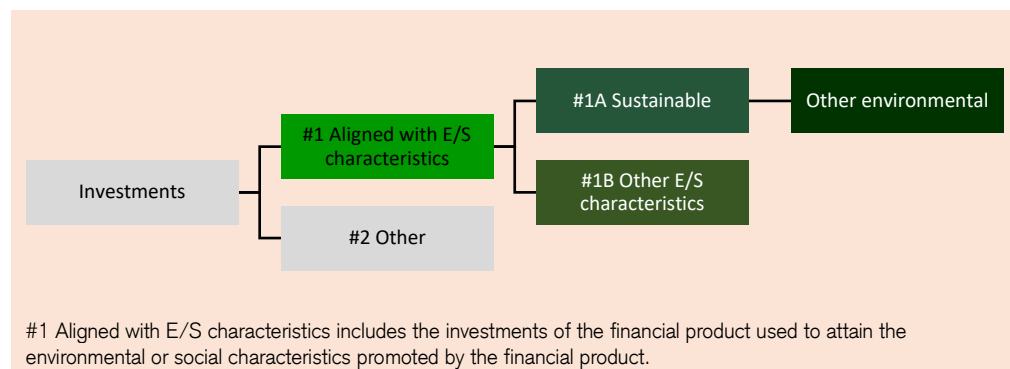 #1A Sustainable
Other environmental
#1 Aligned with E/S
characteristics
Investments
#1B Other E/S
characteristics
#2 Other
#1 Aligned with E/S characteristics includes the investments of the financial product used to attain the
environmental or social characteristics promoted by the financial product.